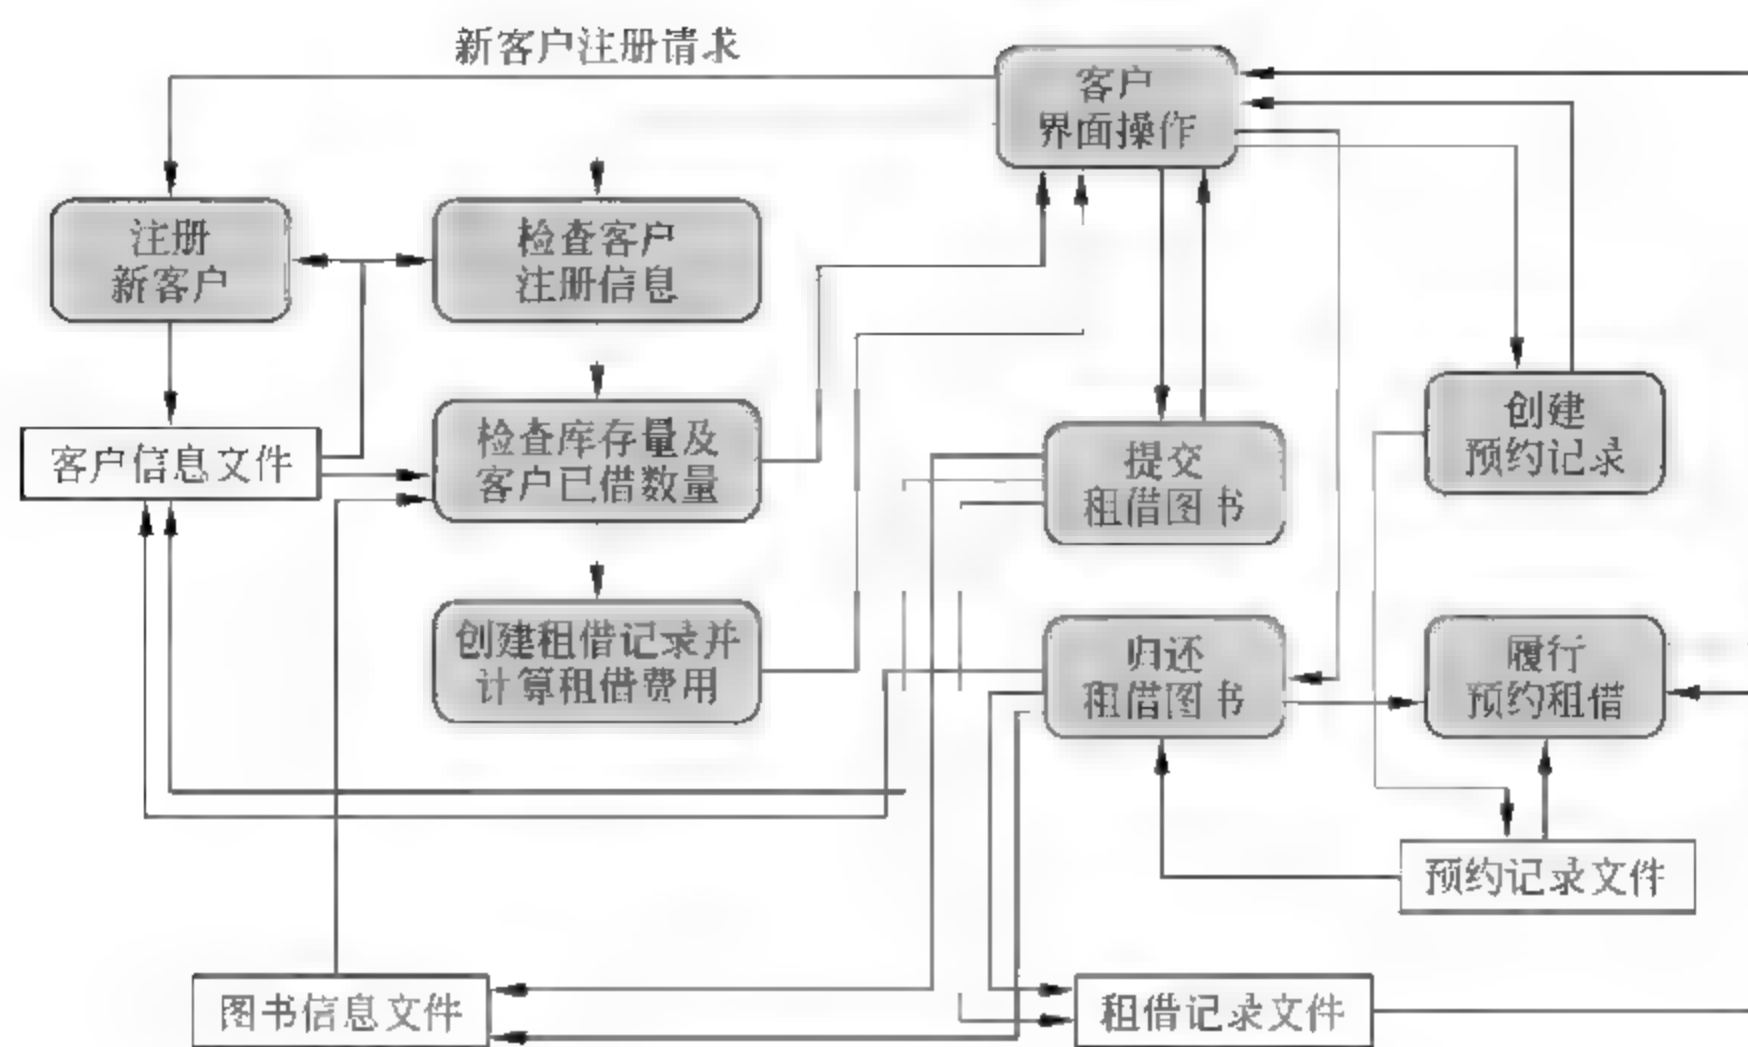 新客户注册请求
客户
界面操作
注册
新客户
检查客户
注册信息
客户信息文件
检查库存量及
客户已借数量
提交
租借图书
创建
预约记录
创建租借记录并
计算租借费用
归还
租借图书
履行
预约租借
预约记录文件
图书信息文件
租借记录文件